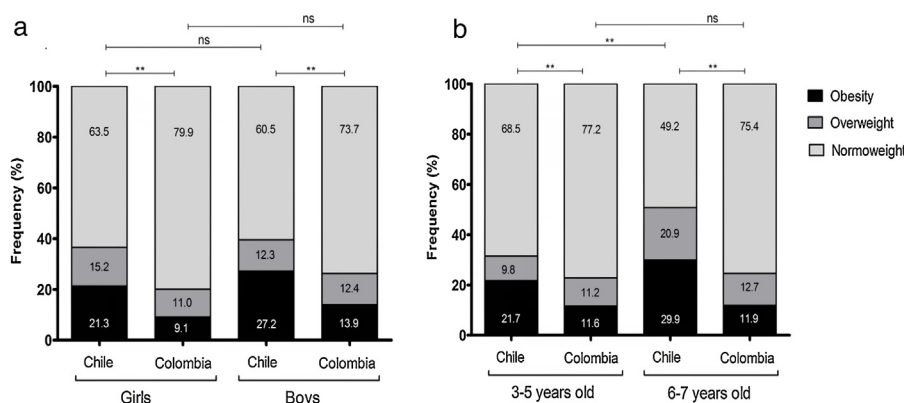 a
ns
ns
**
**
Frequency (%)
100
80
60
40
20
0
63.5
79.9
60.5
73.7
15.2
11.0
12.3
12.4
21.3
9.1
27.2
13.9
Chile
Colombia
Chile
Colombia
Girls
Boys
b
ns
**
**
**
Frequency (%)
100
80
60
40
20
0
68.5
77.2
49.2
75.4
9.8
11.2
20.9
12.7
21.7
11.6
29.9
11.9
Chile
Colombia
Chile
Colombia
3-5 years old
6-7 years old
Obesity
Overweight
Normoweight